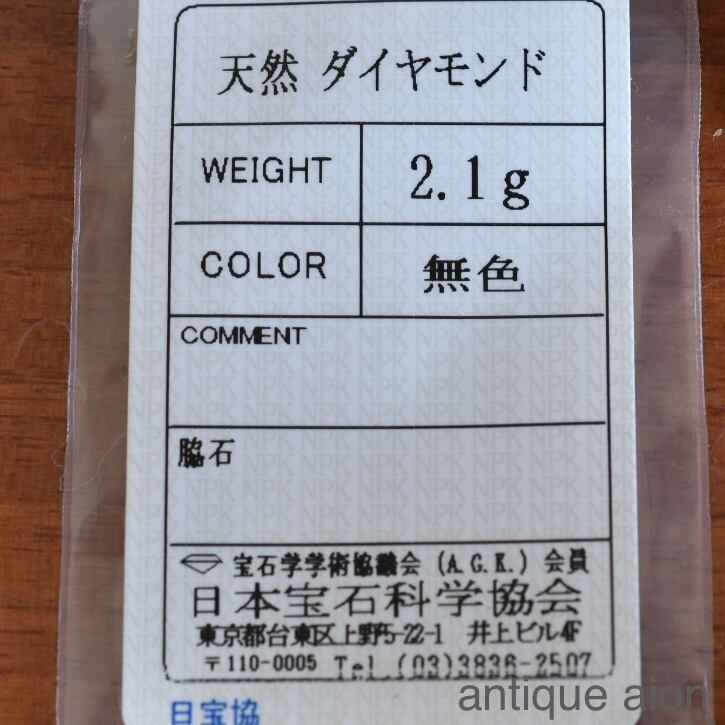 天然 ダイヤモンド
WEIGHT 2.1g
COLOR 無色
COMMENT
脇石
宝石学学術協議会 (A.G.K.) 会員
日本宝石科学協会
東京都台東区上野5-22-1 井上ビル4F
〒110-0005 Tel.(03)3836-2507
日宝協
antique aion